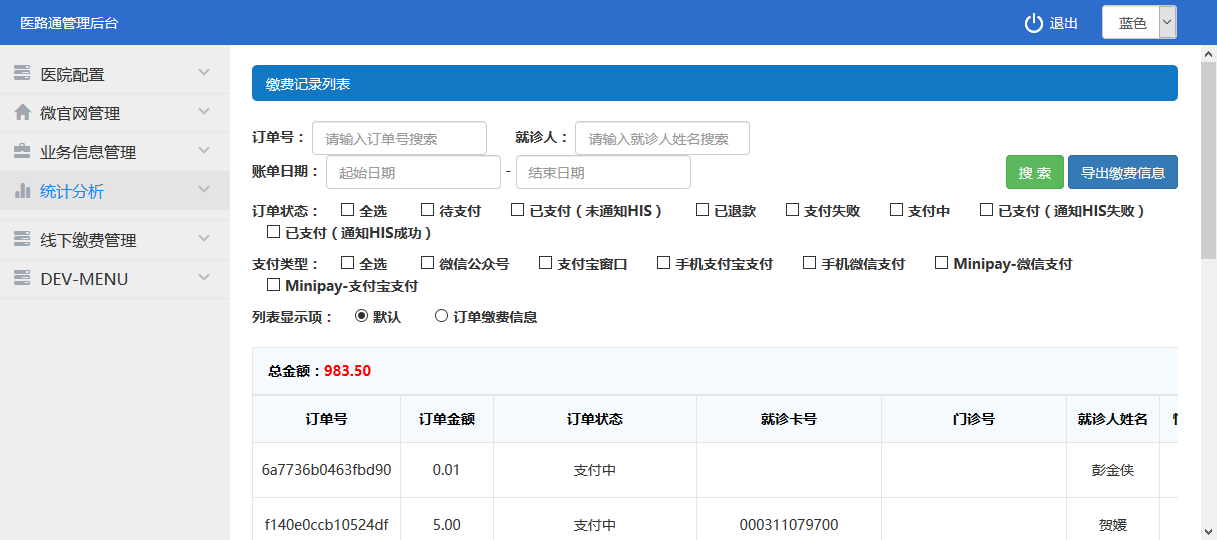 医路通管理后台
退出
蓝色
医院配置
微官网管理
业务信息管理
统计分析
线下缴费管理
DEV-MENU
缴费记录列表
订单号： 请输入订单号搜索 就诊人： 请输入就诊人姓名搜索
账单日期： 起始日期 - 结束日期 搜 索 导出缴费信息
订单状态： 全选 待支付 已支付（未通知HIS） 已退款 支付失败 支付中 已支付（通知HIS失败）
已支付（通知HIS成功）
支付类型： 全选 微信公众号 支付宝窗口 手机支付宝支付 手机微信支付 Minipay-微信支付
Minipay-支付宝支付
列表显示项： 默认 订单缴费信息
总金额：983.50
订单号 订单金额 订单状态 就诊卡号 门诊号 就诊人姓名
6a7736b0463fbd90 0.01 支付中 彭金侠
f140e0ccb10524df 5.00 支付中 000311079700 贺媛